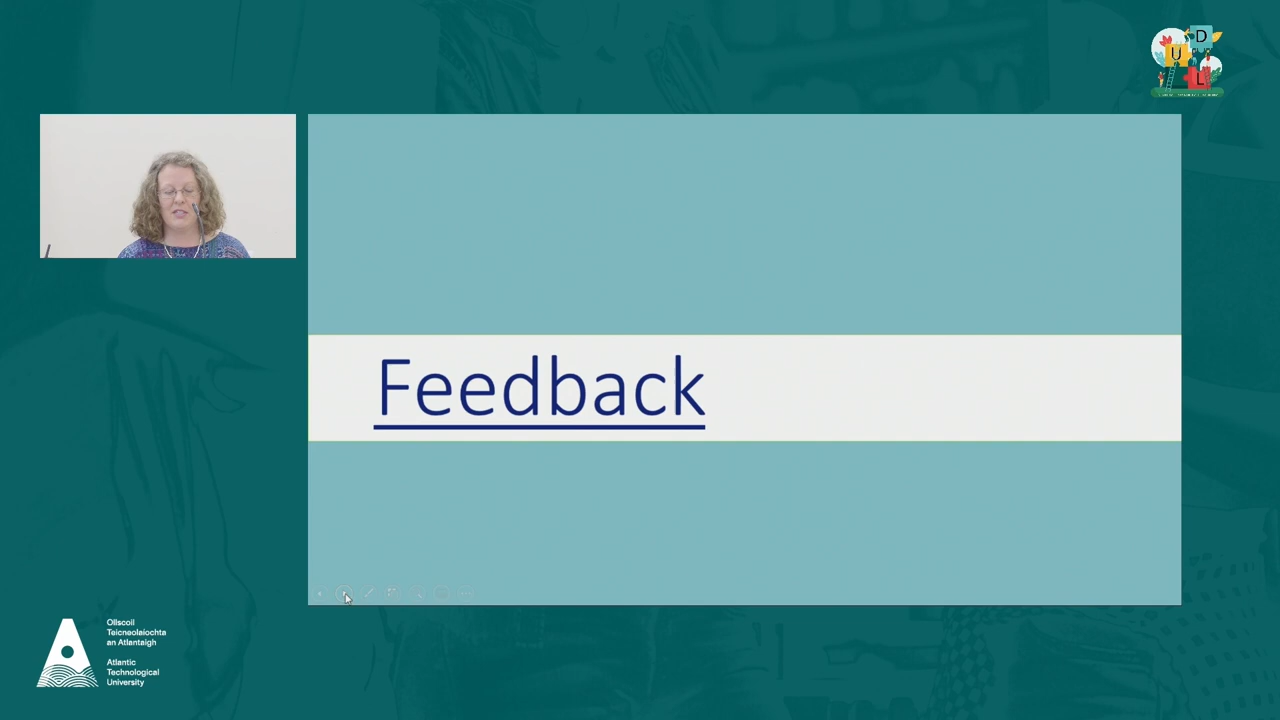 U
D
L
Feedback
Ollscoil
Teicneolaíochta
an Atlantaigh
Atlantic
Technological
University